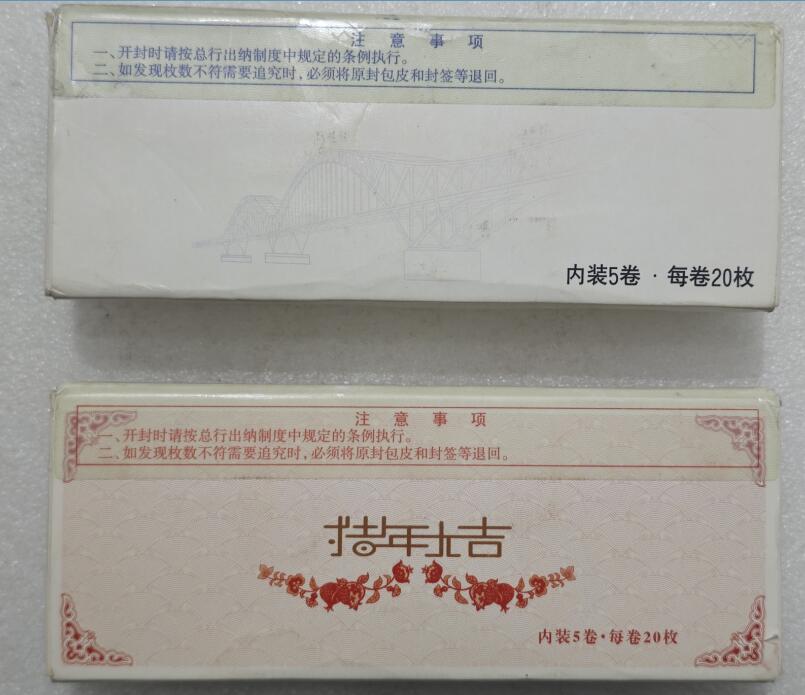 注意事项
一、开封时请按总行出纳制度中规定的条例执行。
二、如发现枚数不符需要追究时，必须将原封包皮和封签等退回。
内装5卷·每卷20枚
注意事项
一、开封时请按总行出纳制度中规定的条例执行。
二、如发现枚数不符需要追究时，必须将原封包皮和封签等退回。
猪年大吉
内装5卷·每卷20枚